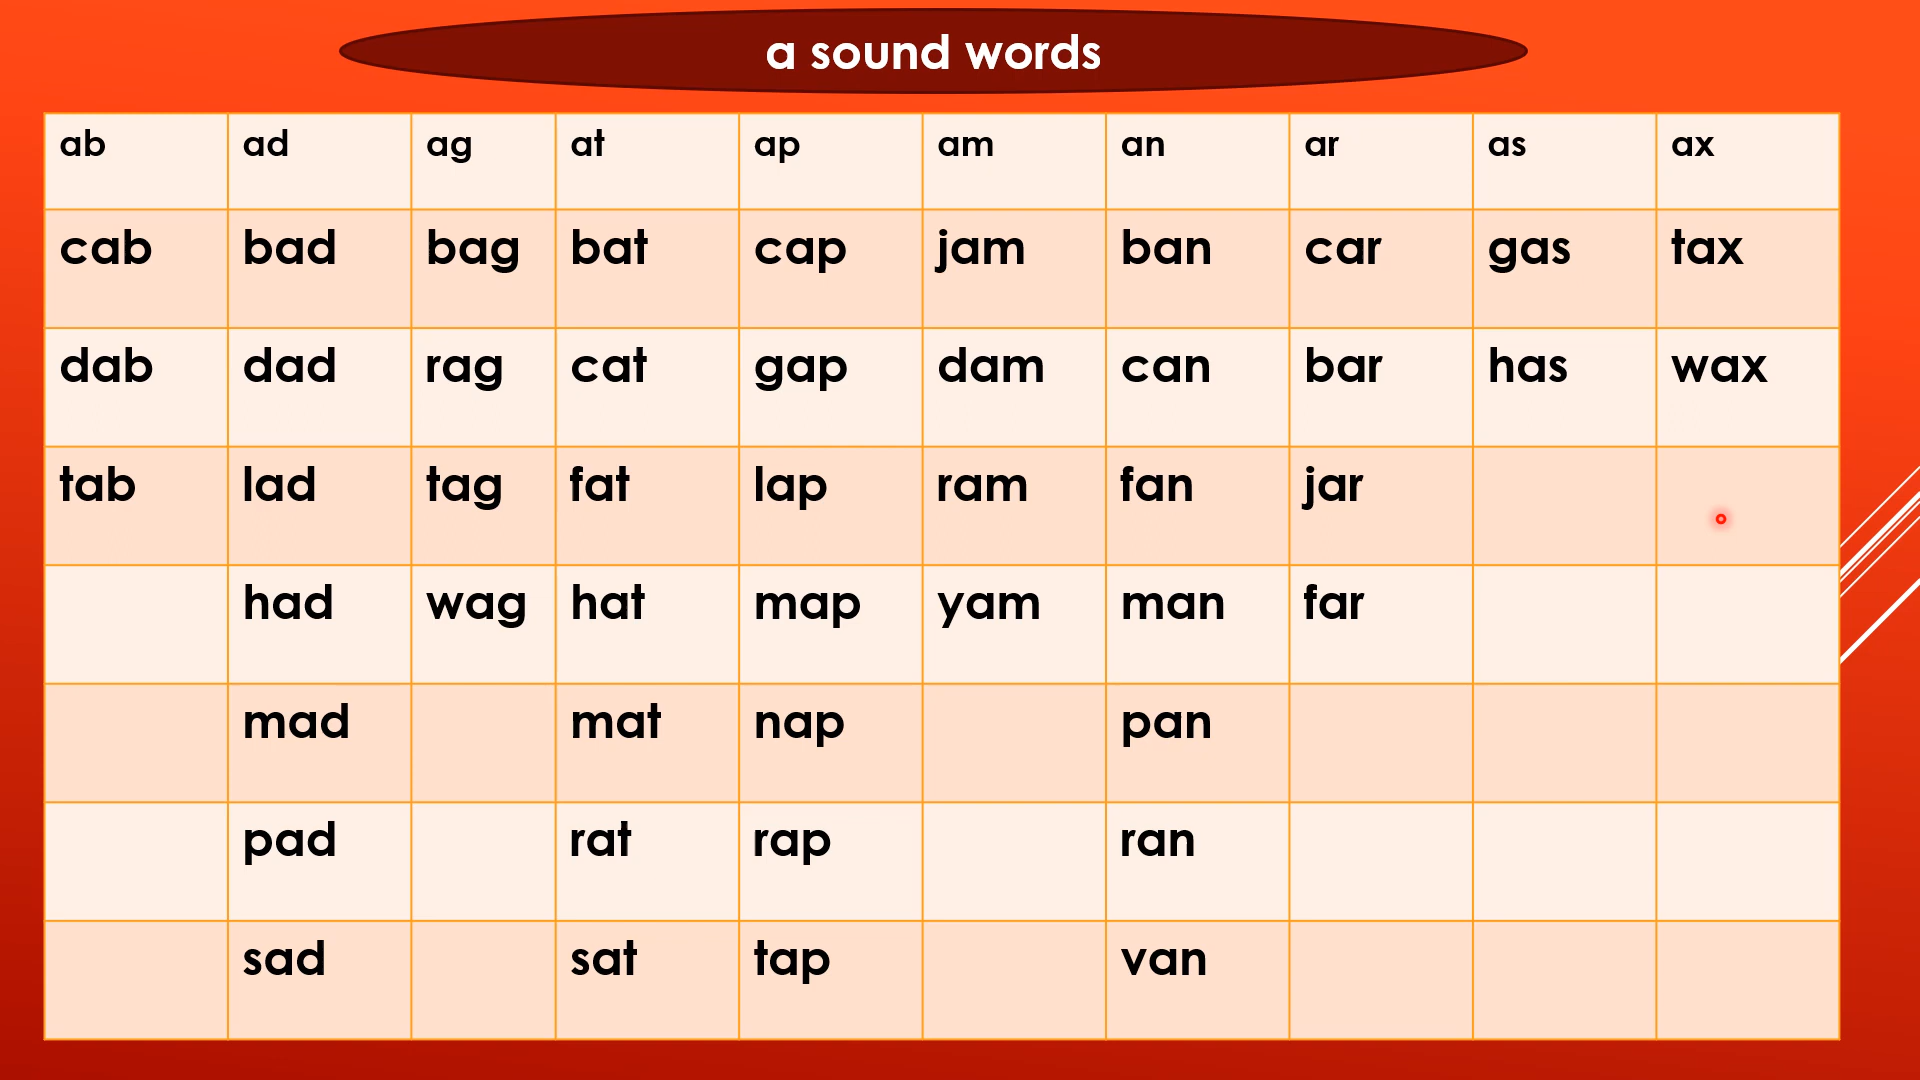 a sound words
ab ad ag at ap am an ar as ax
cab bad bag bat cap jam ban car gas tax
dab dad rag cat gap dam can bar has wax
tab lad tag fat lap ram fan jar
had wag hat map yam man far
mad mat nap pan
pad rat rap ran
sad sat tap van